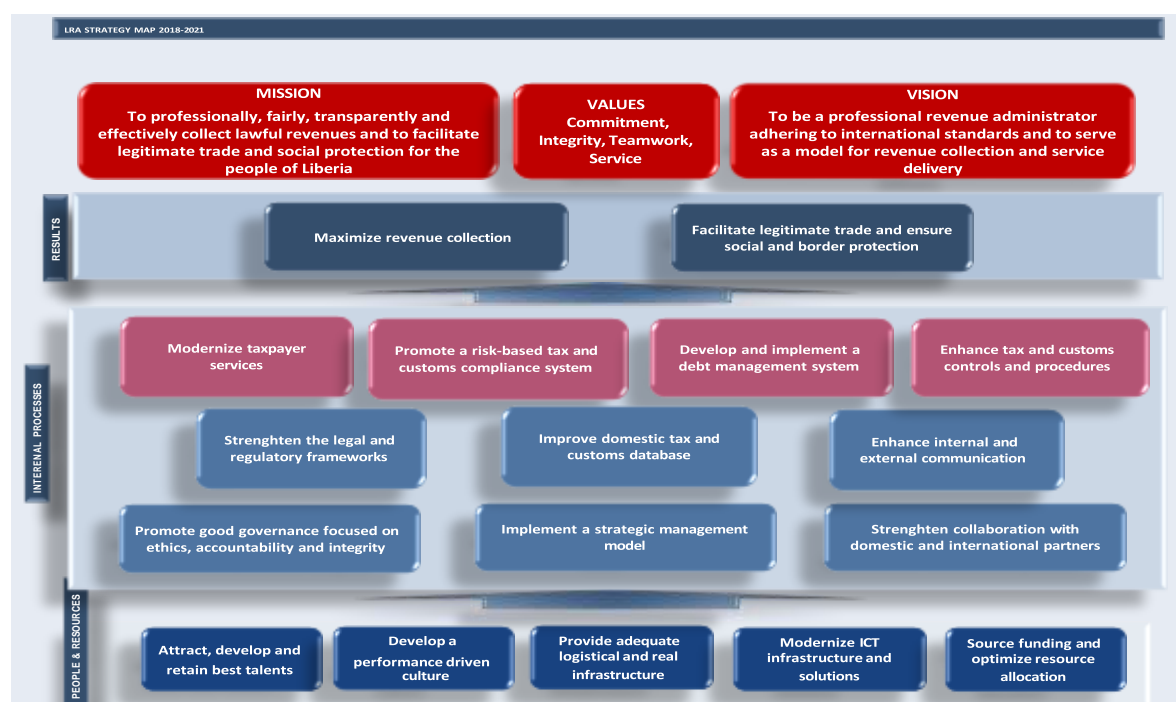 LRA STRATEGY MAP 2018-2021
MISSION
To professionally, fairly, transparently and
effectively collect lawful revenues and to facilitate
legitimate trade and social protection for the
people of Liberia
VALUES
Commitment,
Integrity, Teamwork,
Service
VISION
To be a professional revenue administrator
adhering to international standards and to serve
as a model for revenue collection and service
delivery
RESULTS
Maximize revenue collection
Facilitate legitimate trade and ensure
social and border protection
INTERENAL PROCESSES
Modernize taxpayer
services
Promote a risk-based tax and
customs compliance system
Develop and implement a
debt management system
Enhance tax and customs
controls and procedures
Strenghten the legal and
regulatory frameworks
Improve domestic tax and
customs database
Enhance internal and
external communication
Promote good governance focused on
ethics, accountability and integrity
Implement a strategic management
model
Strenghten collaboration with
domestic and international partners
PEOPLE & RESOURCES
Attract, develop and
retain best talents
Develop a
performance driven
culture
Provide adequate
logistical and real
infrastructure
Modernize ICT
infrastructure and
solutions
Source funding and
optimize resource
allocation